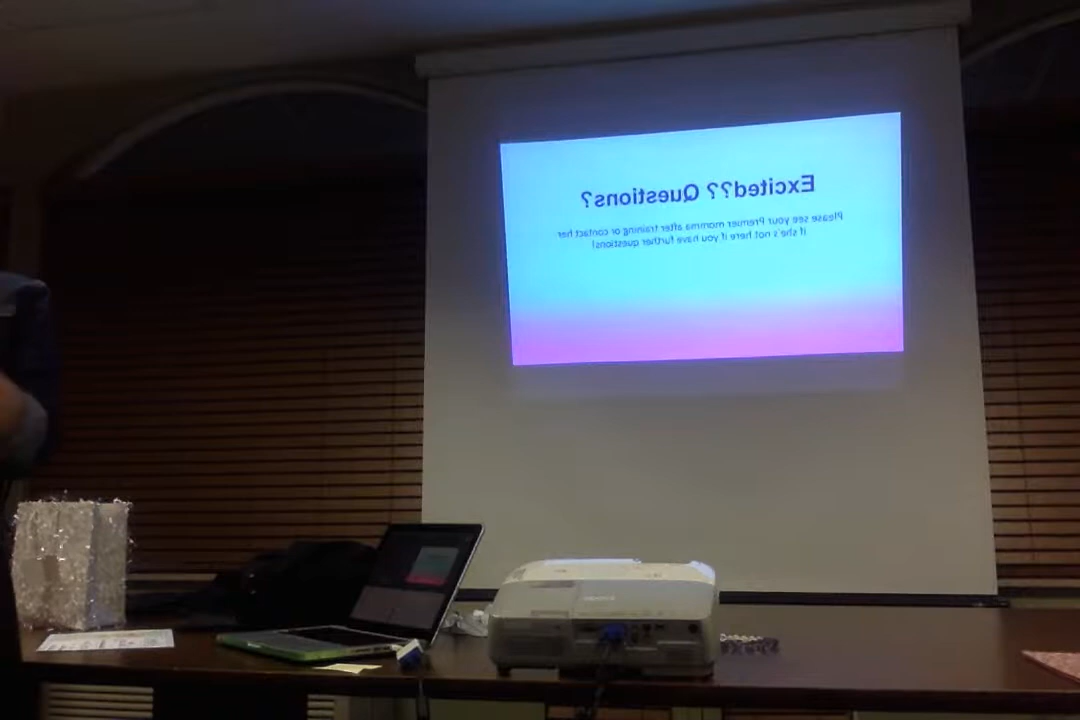 Excited?? Questions?
Please your see your Premier momma after training or contact her
if she's not here if you have further questions!